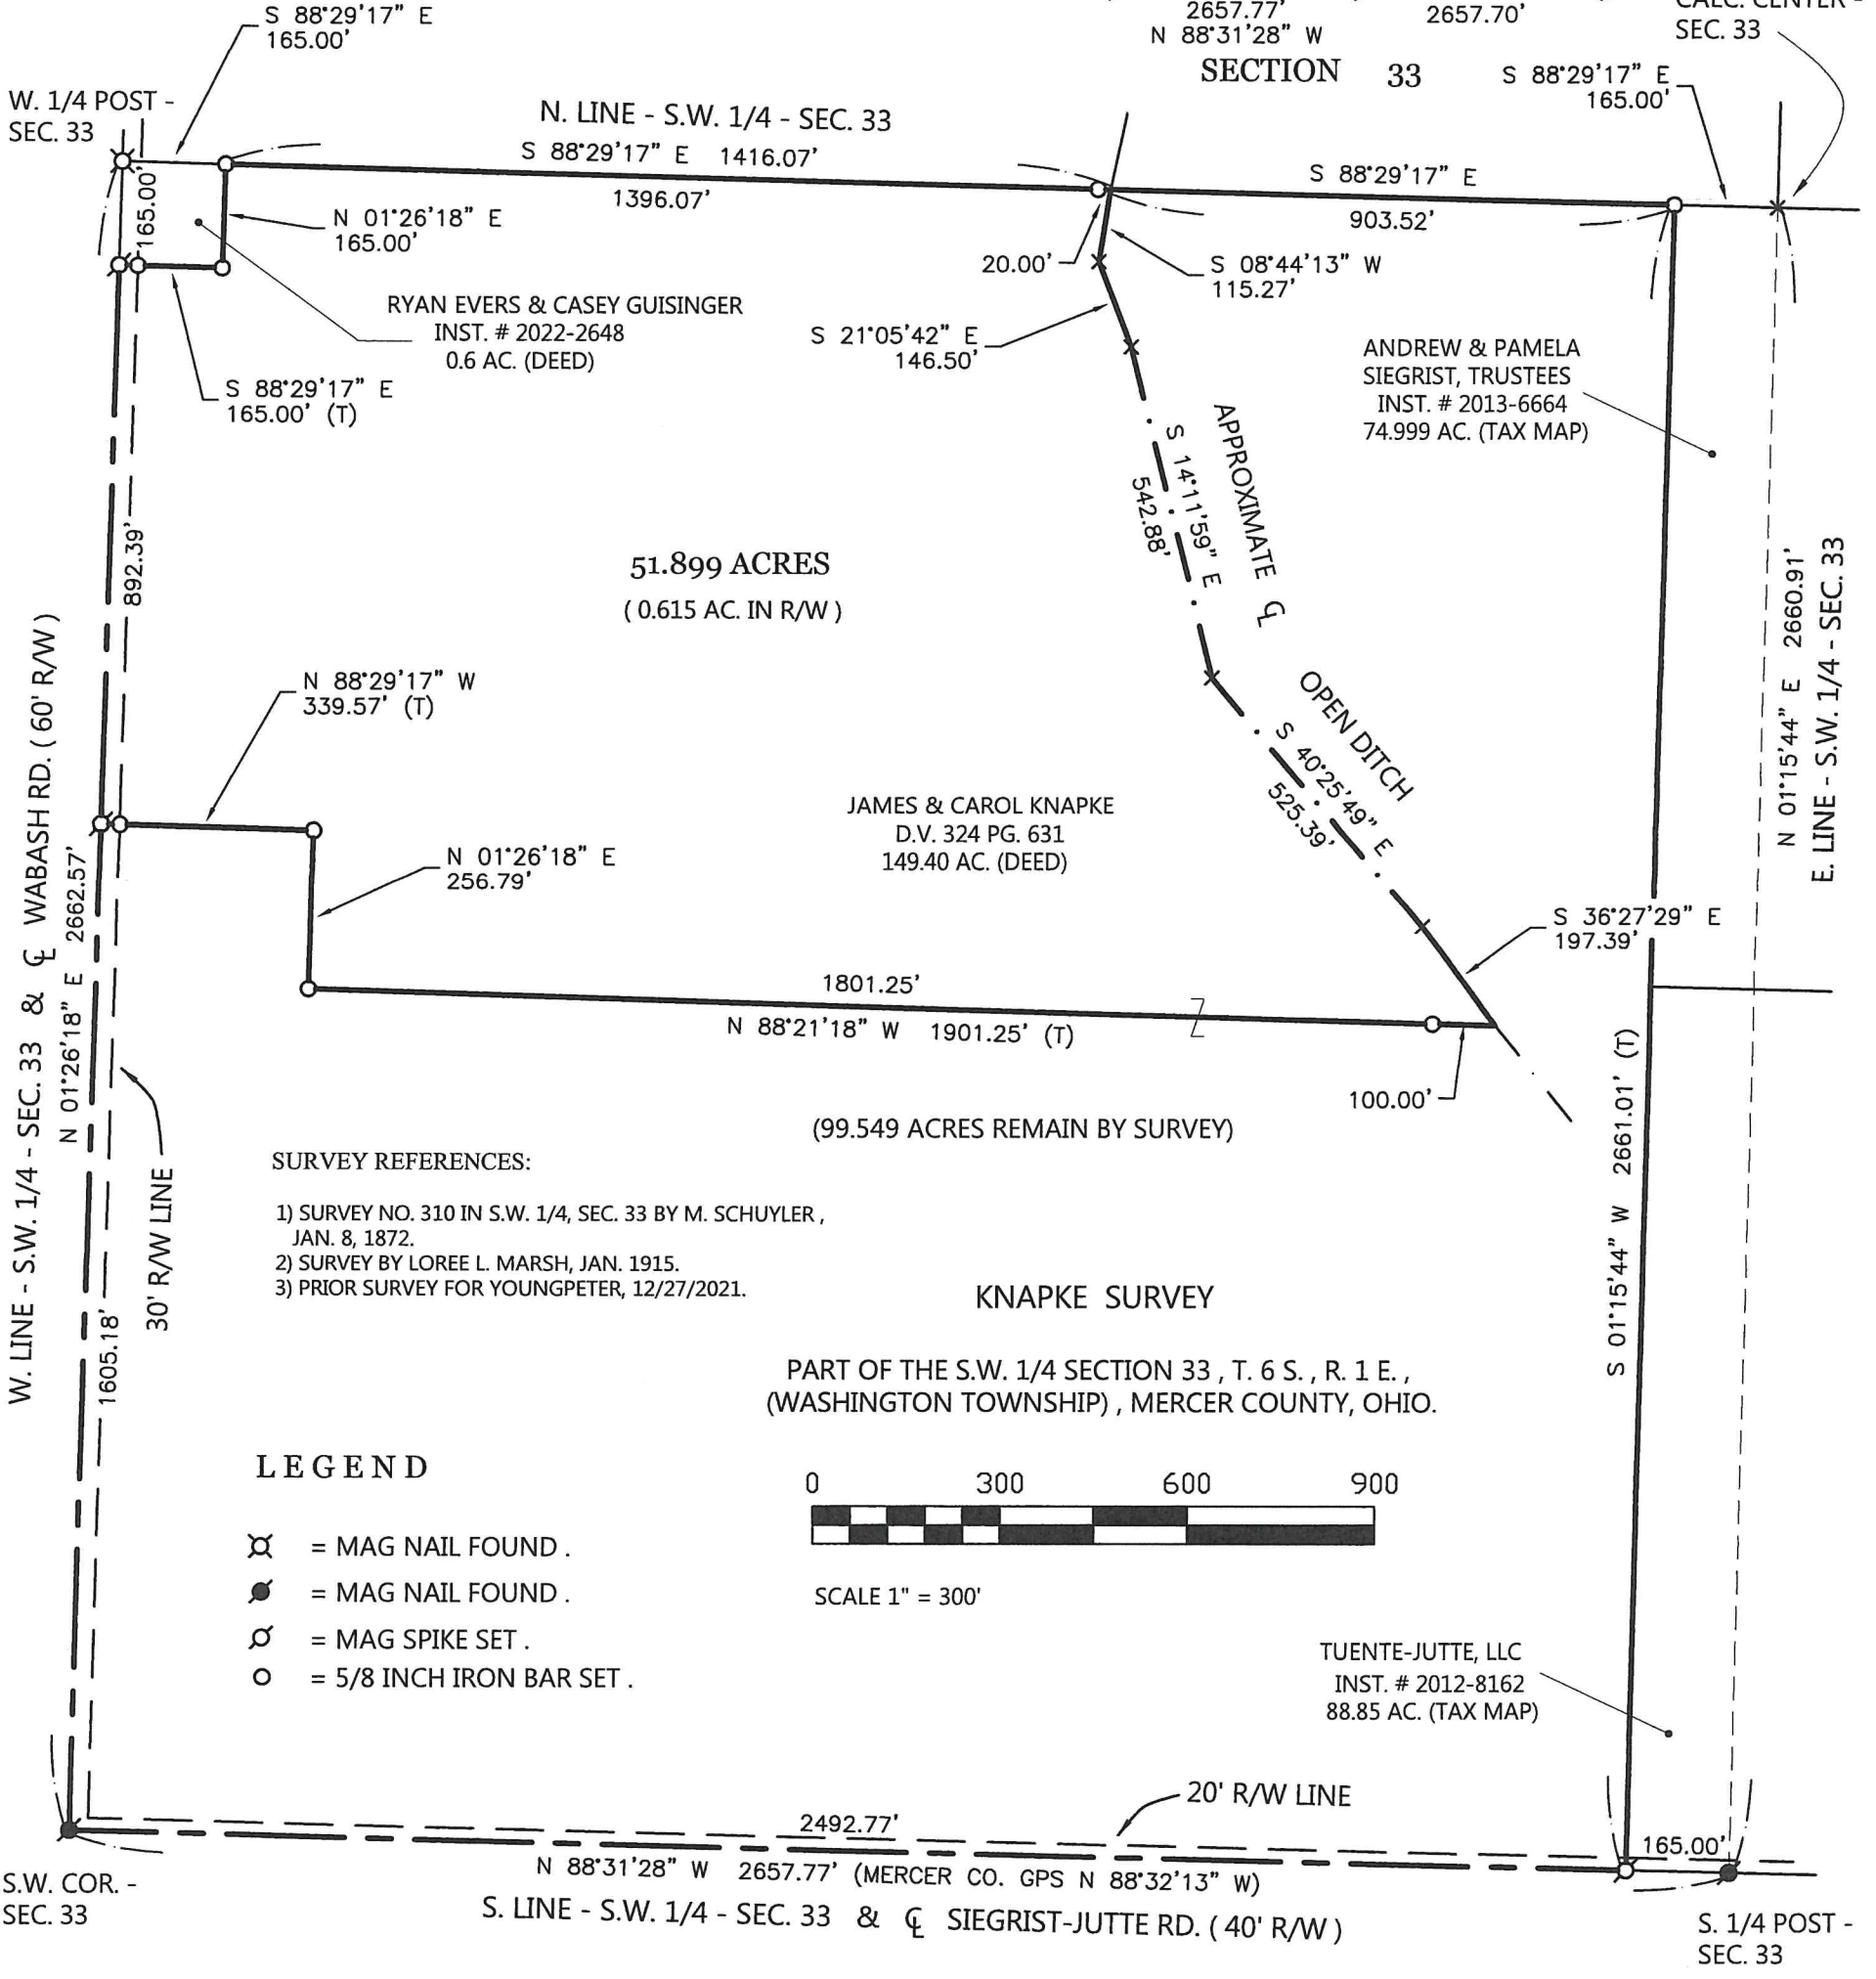 S 88°29'17" E
165.00'
2657.77'
2657.70'
N 88°31'28" W
SEC. 33
SECTION 33
S 88°29'17" E
165.00'
W. 1/4 POST -
SEC. 33
N. LINE - S.W. 1/4 - SEC. 33
S 88°29'17" E 1416.07'
1396.07'
S 88°29'17" E
903.52'
165.00'
N 01°26'18" E
165.00'
20.00'
S 08°44'13" W
115.27'
RYAN EVERS & CASEY GUISINGER
INST. # 2022-2648
0.6 AC. (DEED)
S 21°05'42" E
146.50'
ANDREW & PAMELA
SIEGRIST, TRUSTEES
INST. # 2013-6664
74.999 AC. (TAX MAP)
S 88°29'17" E
165.00' (T)
APPROXIMATE ℄
OPEN DITCH
S 14°11'59" E
542.88'
892.39'
51.899 ACRES
( 0.615 AC. IN R/W )
N 01°15'44" E 2660.91'
E. LINE - S.W. 1/4 - SEC. 33
N 88°29'17" W
339.57' (T)
S 40°25'49" E
525.39'
JAMES & CAROL KNAPKE
D.V. 324 PG. 631
149.40 AC. (DEED)
N 01°26'18" E
256.79'
S 36°27'29" E
197.39'
W. LINE - S.W. 1/4 - SEC. 33 & ℄ WABASH RD. ( 60' R/W )
N 01°26'18" E 2662.57'
1801.25'
N 88°21'18" W 1901.25' (T)
100.00'
(99.549 ACRES REMAIN BY SURVEY)
S 01°15'44" W 2661.01' (T)
30' R/W LINE
1605.18'
SURVEY REFERENCES:
1) SURVEY NO. 310 IN S.W. 1/4, SEC. 33 BY M. SCHUYLER ,
JAN. 8, 1872.
2) SURVEY BY LOREE L. MARSH, JAN. 1915.
3) PRIOR SURVEY FOR YOUNGPETER, 12/27/2021.
KNAPKE SURVEY
PART OF THE S.W. 1/4 SECTION 33 , T. 6 S. , R. 1 E. ,
(WASHINGTON TOWNSHIP) , MERCER COUNTY, OHIO.
LEGEND
= MAG NAIL FOUND .
= MAG NAIL FOUND .
= MAG SPIKE SET .
= 5/8 INCH IRON BAR SET .
0 300 600 900
SCALE 1" = 300'
TUENTE-JUTTE, LLC
INST. # 2012-8162
88.85 AC. (TAX MAP)
20' R/W LINE
2492.77'
165.00'
N 88°31'28" W 2657.77' (MERCER CO. GPS N 88°32'13" W)
S. LINE - S.W. 1/4 - SEC. 33 & ℄ SIEGRIST-JUTTE RD. ( 40' R/W )
S.W. COR. -
SEC. 33
S. 1/4 POST -
SEC. 33